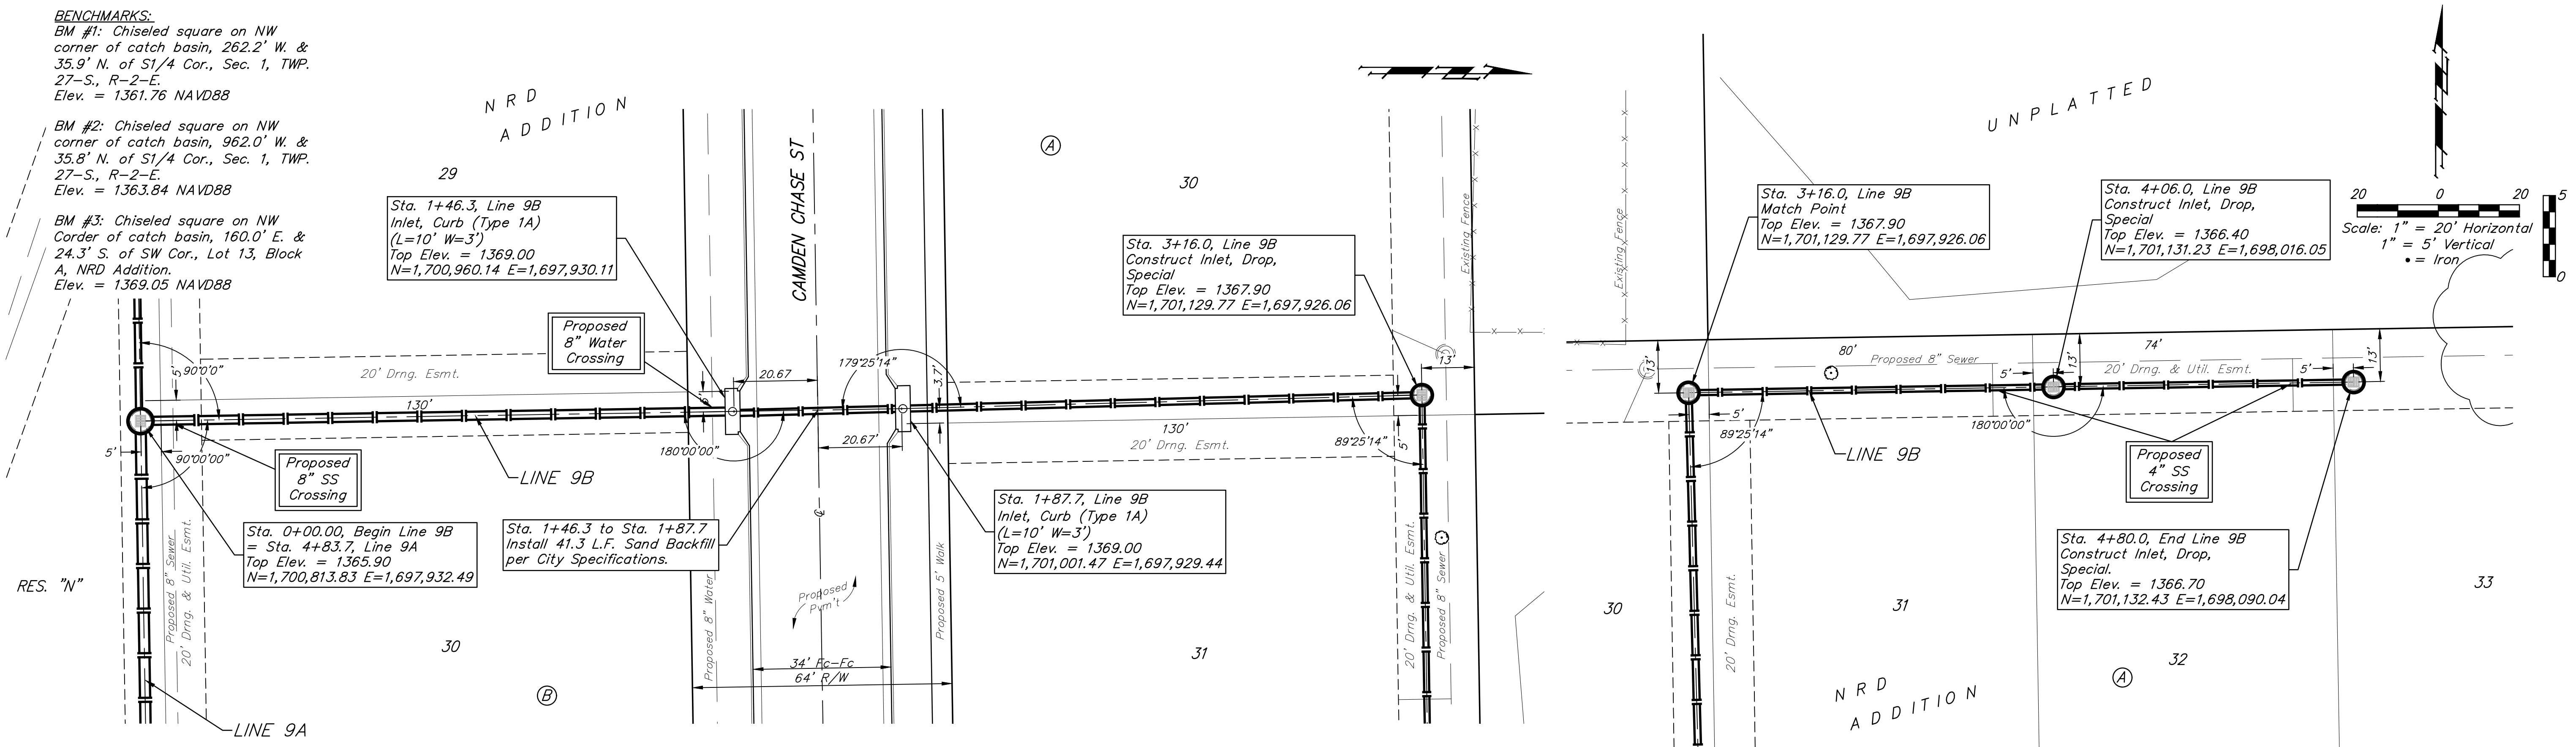 BENCHMARKS:
BM #1: Chiseled square on NW
corner of catch basin, 262.2' W. &
35.9' N. of S1/4 Cor., Sec. 1, TWP.
27-S., R-2-E.
Elev. = 1361.76 NAVD88
BM #2: Chiseled square on NW
corner of catch basin, 962.0' W. &
35.8' N. of S1/4 Cor., Sec. 1, TWP.
27-S., R-2-E.
Elev. = 1363.84 NAVD88
BM #3: Chiseled square on NW
Corder of catch basin, 160.0' E. &
24.3' S. of SW Cor., Lot 13, Block
A, NRD Addition.
Elev. = 1369.05 NAVD88
NRD
ADDITION
29
Sta. 1+46.3, Line 9B
Inlet, Curb (Type 1A)
(L=10' W=3')
Top Elev. = 1369.00
N=1,700,960.14 E=1,697,930.11
Proposed
8" Water
Crossing
CAMDEN CHASE ST
A
30
Sta. 3+16.0, Line 9B
Construct Inlet, Drop,
Special
Top Elev. = 1367.90
N=1,701,129.77 E=1,697,926.06
Existing Fence
13'
20.67
179°25'14"
3.7'
5'
90°0'0"
5'
20' Drng. Esmt.
130'
5'
90°00'00"
Proposed
8" SS
Crossing
LINE 9B
180°00'00"
20.67'
130'
20' Drng. Esmt.
89°25'14"
5'
Sta. 0+00.00, Begin Line 9B
= Sta. 4+83.7, Line 9A
Top Elev. = 1365.90
N=1,700,813.83 E=1,697,932.49
Sta. 1+46.3 to Sta. 1+87.7
Install 41.3 L.F. Sand Backfill
per City Specifications.
Sta. 1+87.7, Line 9B
Inlet, Curb (Type 1A)
(L=10' W=3')
Top Elev. = 1369.00
N=1,701,001.47 E=1,697,929.44
RES. "N"
Proposed 8" Sewer
20' Drng. & Util. Esmt.
30
B
LINE 9A
Proposed 8" Water
Proposed
Pvm't
34' Fc-Fc
64' R/W
Proposed 5' Walk
31
20' Drng. & Util. Esmt.
Proposed 8" Sewer
UNPLATTED
Existing Fence
Sta. 3+16.0, Line 9B
Match Point
Top Elev. = 1367.90
N=1,701,129.77 E=1,697,926.06
Sta. 4+06.0, Line 9B
Construct Inlet, Drop,
Special
Top Elev. = 1366.40
N=1,701,131.23 E=1,698,016.05
20 0 20
Scale: 1" = 20' Horizontal
1" = 5' Vertical
• = Iron
5
0
13'
80'
Proposed 8" Sewer
5'
13'
74'
20' Drng. & Util. Esmt.
5'
13'
5'
89°25'14"
LINE 9B
180°00'00"
Proposed
4" SS
Crossing
Sta. 4+80.0, End Line 9B
Construct Inlet, Drop,
Special.
Top Elev. = 1366.70
N=1,701,132.43 E=1,698,090.04
30
20' Drng. Esmt.
31
32
33
A
NRD
ADDITION